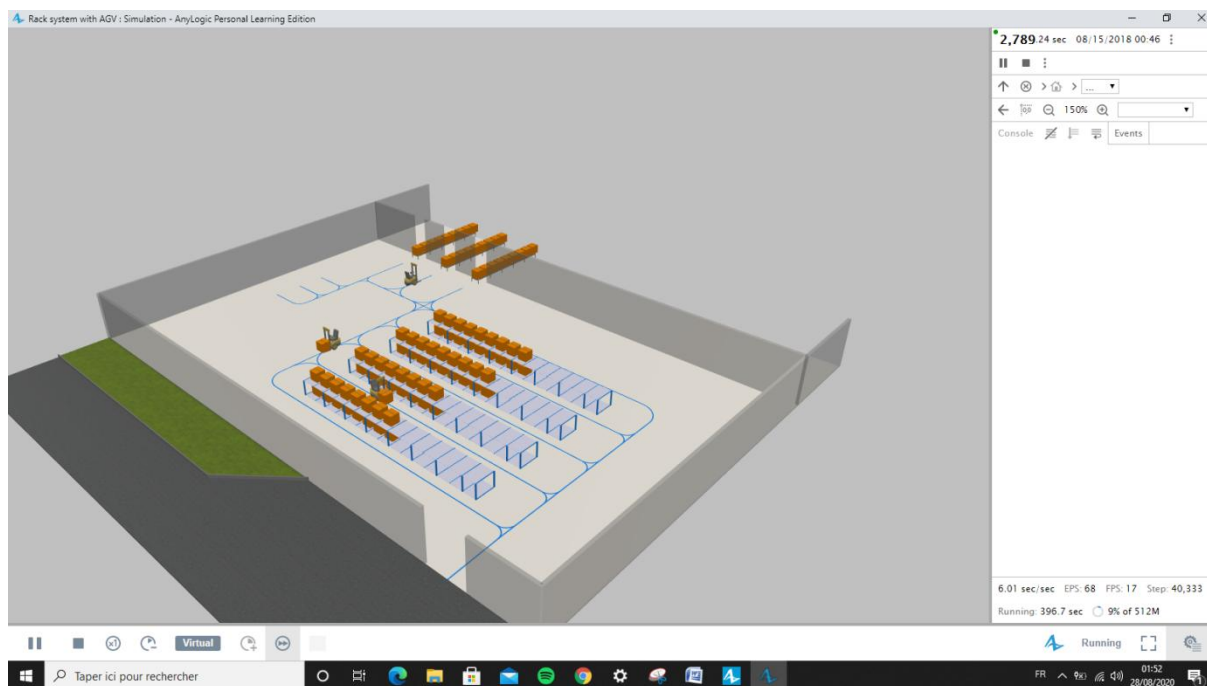 Rack system with AGV : Simulation - AnyLogic Personal Learning Edition
2,789.24 sec 08/15/2018 00:46
...
150%
Console Events
6.01 sec/sec EPS: 68 FPS: 17 Step: 40,333
Running: 396.7 sec 9% of 512M
x1 Virtual Running
Taper ici pour rechercher FR 01:52
28/08/2020